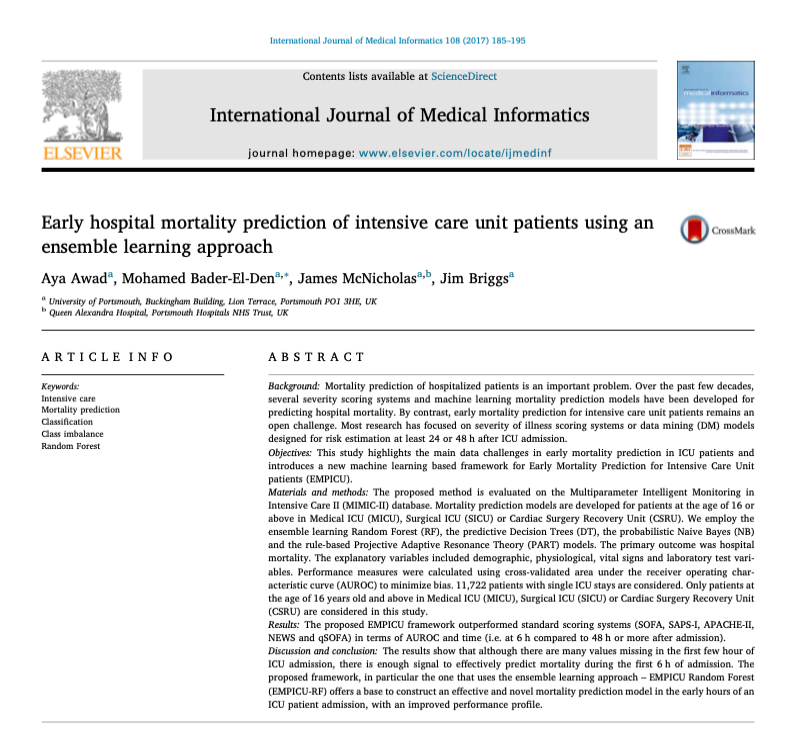 International Journal of Medical Informatics 108 (2017) 185–195
Contents lists available at ScienceDirect
International Journal of Medical Informatics
journal homepage: www.elsevier.com/locate/ijmedinf
ELSEVIER
medicalinformatics
Early hospital mortality prediction of intensive care unit patients using an
ensemble learning approach
CrossMark
Aya Awadᵃ, Mohamed Bader-El-Denᵃ,*, James McNicholasᵃ,ᵇ, Jim Briggsᵃ
ᵃ University of Portsmouth, Buckingham Building, Lion Terrace, Portsmouth PO1 3HE, UK
ᵇ Queen Alexandra Hospital, Portsmouth Hospitals NHS Trust, UK
ARTICLE INFO
Keywords:
Intensive care
Mortality prediction
Classification
Class imbalance
Random Forest
ABSTRACT
Background: Mortality prediction of hospitalized patients is an important problem. Over the past few decades,
several severity scoring systems and machine learning mortality prediction models have been developed for
predicting hospital mortality. By contrast, early mortality prediction for intensive care unit patients remains an
open challenge. Most research has focused on severity of illness scoring systems or data mining (DM) models
designed for risk estimation at least 24 or 48 h after ICU admission.
Objectives: This study highlights the main data challenges in early mortality prediction in ICU patients and
introduces a new machine learning based framework for Early Mortality Prediction for Intensive Care Unit
patients (EMPICU).
Materials and methods: The proposed method is evaluated on the Multiparameter Intelligent Monitoring in
Intensive Care II (MIMIC-II) database. Mortality prediction models are developed for patients at the age of 16 or
above in Medical ICU (MICU), Surgical ICU (SICU) or Cardiac Surgery Recovery Unit (CSRU). We employ the
ensemble learning Random Forest (RF), the predictive Decision Trees (DT), the probabilistic Naive Bayes (NB)
and the rule-based Projective Adaptive Resonance Theory (PART) models. The primary outcome was hospital
mortality. The explanatory variables included demographic, physiological, vital signs and laboratory test vari-
ables. Performance measures were calculated using cross-validated area under the receiver operating char-
acteristic curve (AUROC) to minimize bias. 11,722 patients with single ICU stays are considered. Only patients at
the age of 16 years old and above in Medical ICU (MICU), Surgical ICU (SICU) or Cardiac Surgery Recovery Unit
(CSRU) are considered in this study.
Results: The proposed EMPICU framework outperformed standard scoring systems (SOFA, SAPS-I, APACHE-II,
NEWS and qSOFA) in terms of AUROC and time (i.e. at 6 h compared to 48 h or more after admission).
Discussion and conclusion: The results show that although there are many values missing in the first few hour of
ICU admission, there is enough signal to effectively predict mortality during the first 6 h of admission. The
proposed framework, in particular the one that uses the ensemble learning approach – EMPICU Random Forest
(EMPICU-RF) offers a base to construct an effective and novel mortality prediction model in the early hours of an
ICU patient admission, with an improved performance profile.